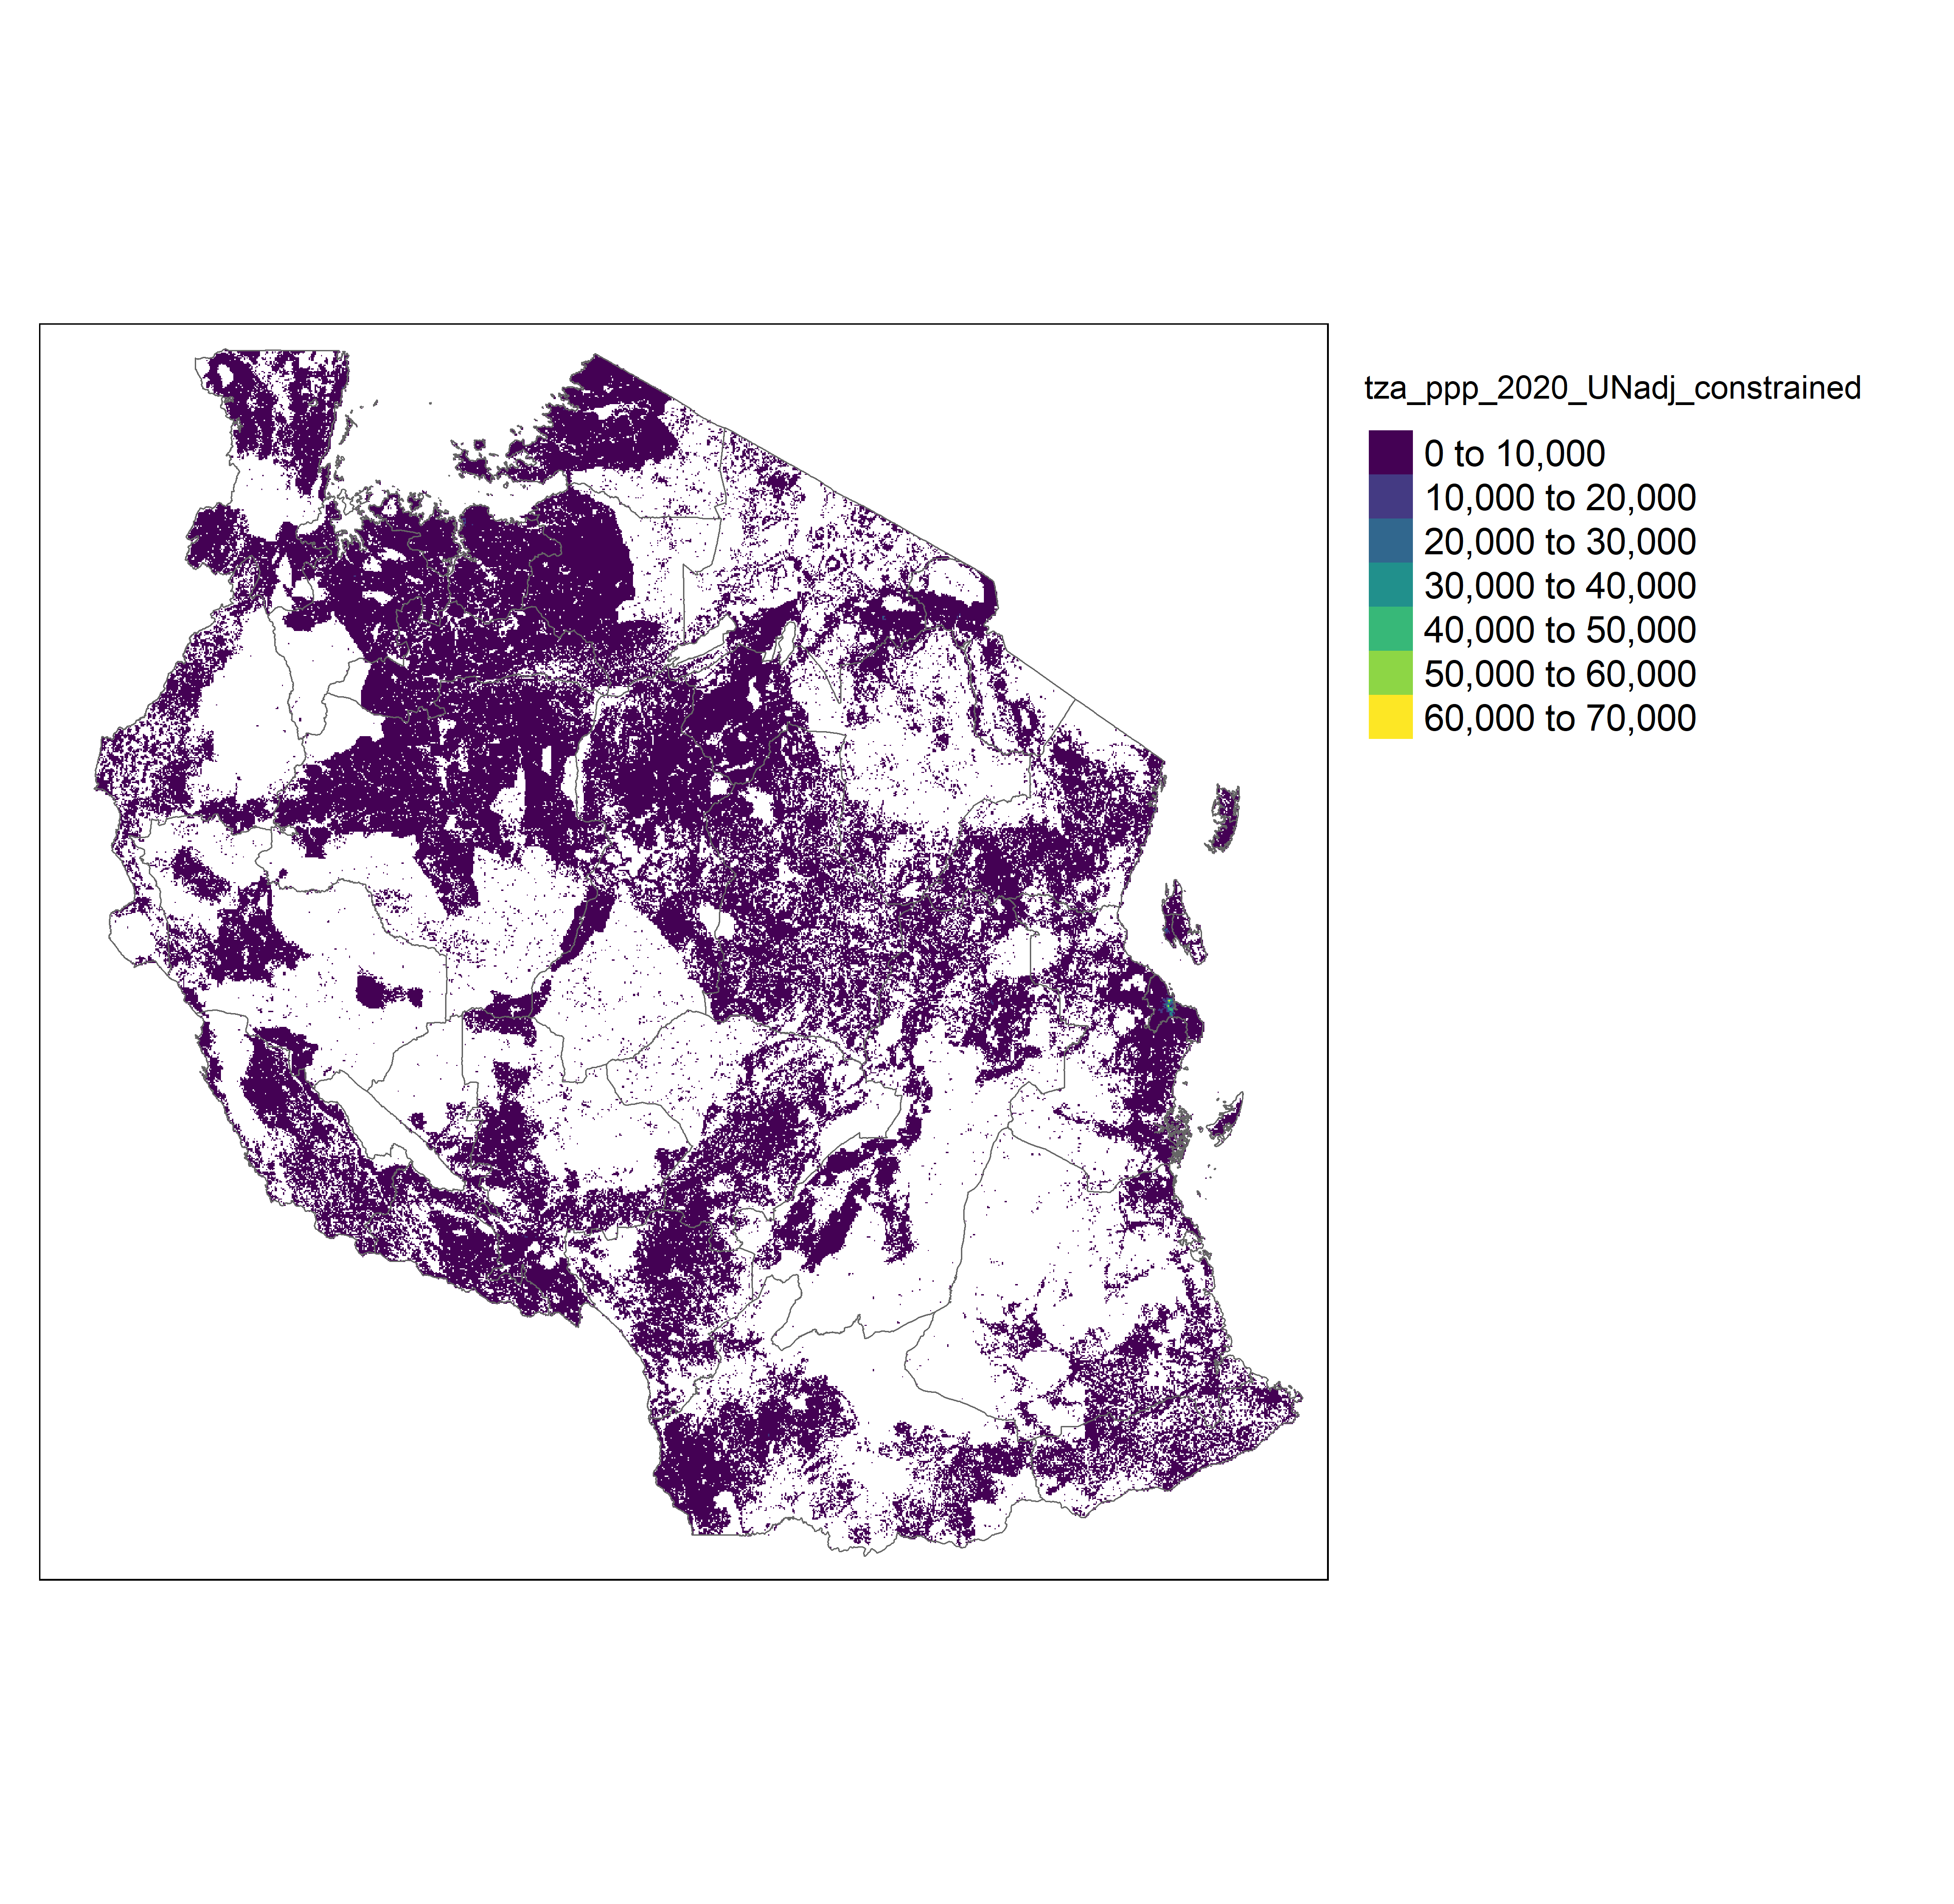 tza_ppp_2020_UNadj_constrained
0 to 10,000
10,000 to 20,000
20,000 to 30,000
30,000 to 40,000
40,000 to 50,000
50,000 to 60,000
60,000 to 70,000